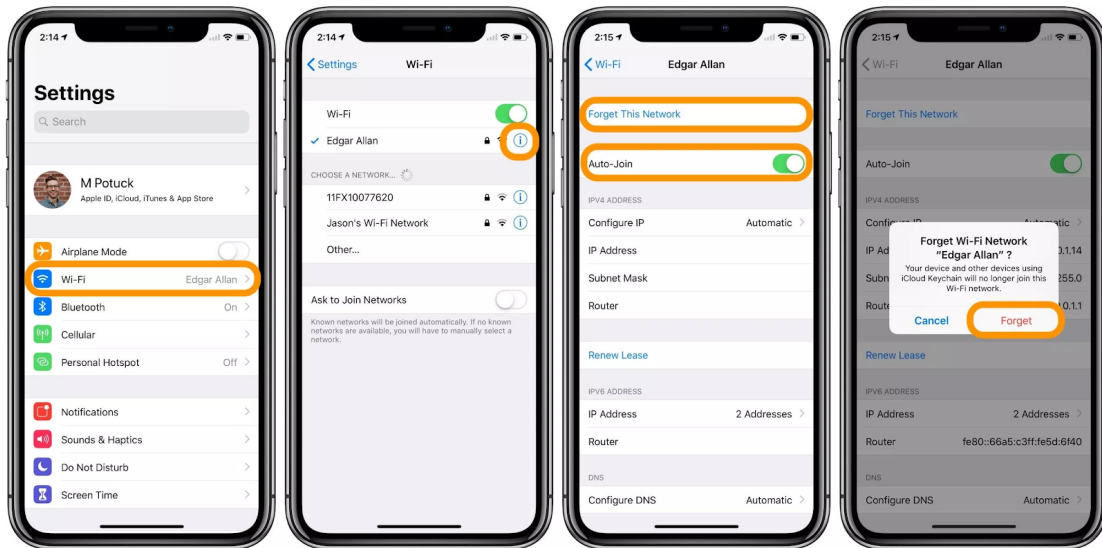 2:14
Settings
Search
M Potuck
Apple ID, iCloud, iTunes & App Store
Airplane Mode
Wi-Fi Edgar Allan
Bluetooth On
Cellular
Personal Hotspot Off
Notifications
Sounds & Haptics
Do Not Disturb
Screen Time
2:14
Settings Wi-Fi
Wi-Fi
Edgar Allan
CHOOSE A NETWORK...
11FX10077620
Jason's Wi-Fi Network
Other...
Ask to Join Networks
Known networks will be joined automatically. If no known
networks are available, you will have to manually select a
network.
2:15
Wi-Fi Edgar Allan
Forget This Network
Auto-Join
IPV4 ADDRESS
Configure IP Automatic
IP Address
Subnet Mask
Router
Renew Lease
IPV6 ADDRESS
IP Address 2 Addresses
Router
DNS
Configure DNS Automatic
2:15
Wi-Fi Edgar Allan
Forget This Network
Auto-Join
IPV4 ADDRESS
Configure IP Automatic
Forget Wi-Fi Network
“Edgar Allan” ?
Your device and other devices using
iCloud Keychain will no longer join this
Wi-Fi network.
Cancel Forget
Renew Lease
IPV6 ADDRESS
IP Address 2 Addresses
Router fe80::66a5:c3ff:fe5d:6f40
DNS
Configure DNS Automatic